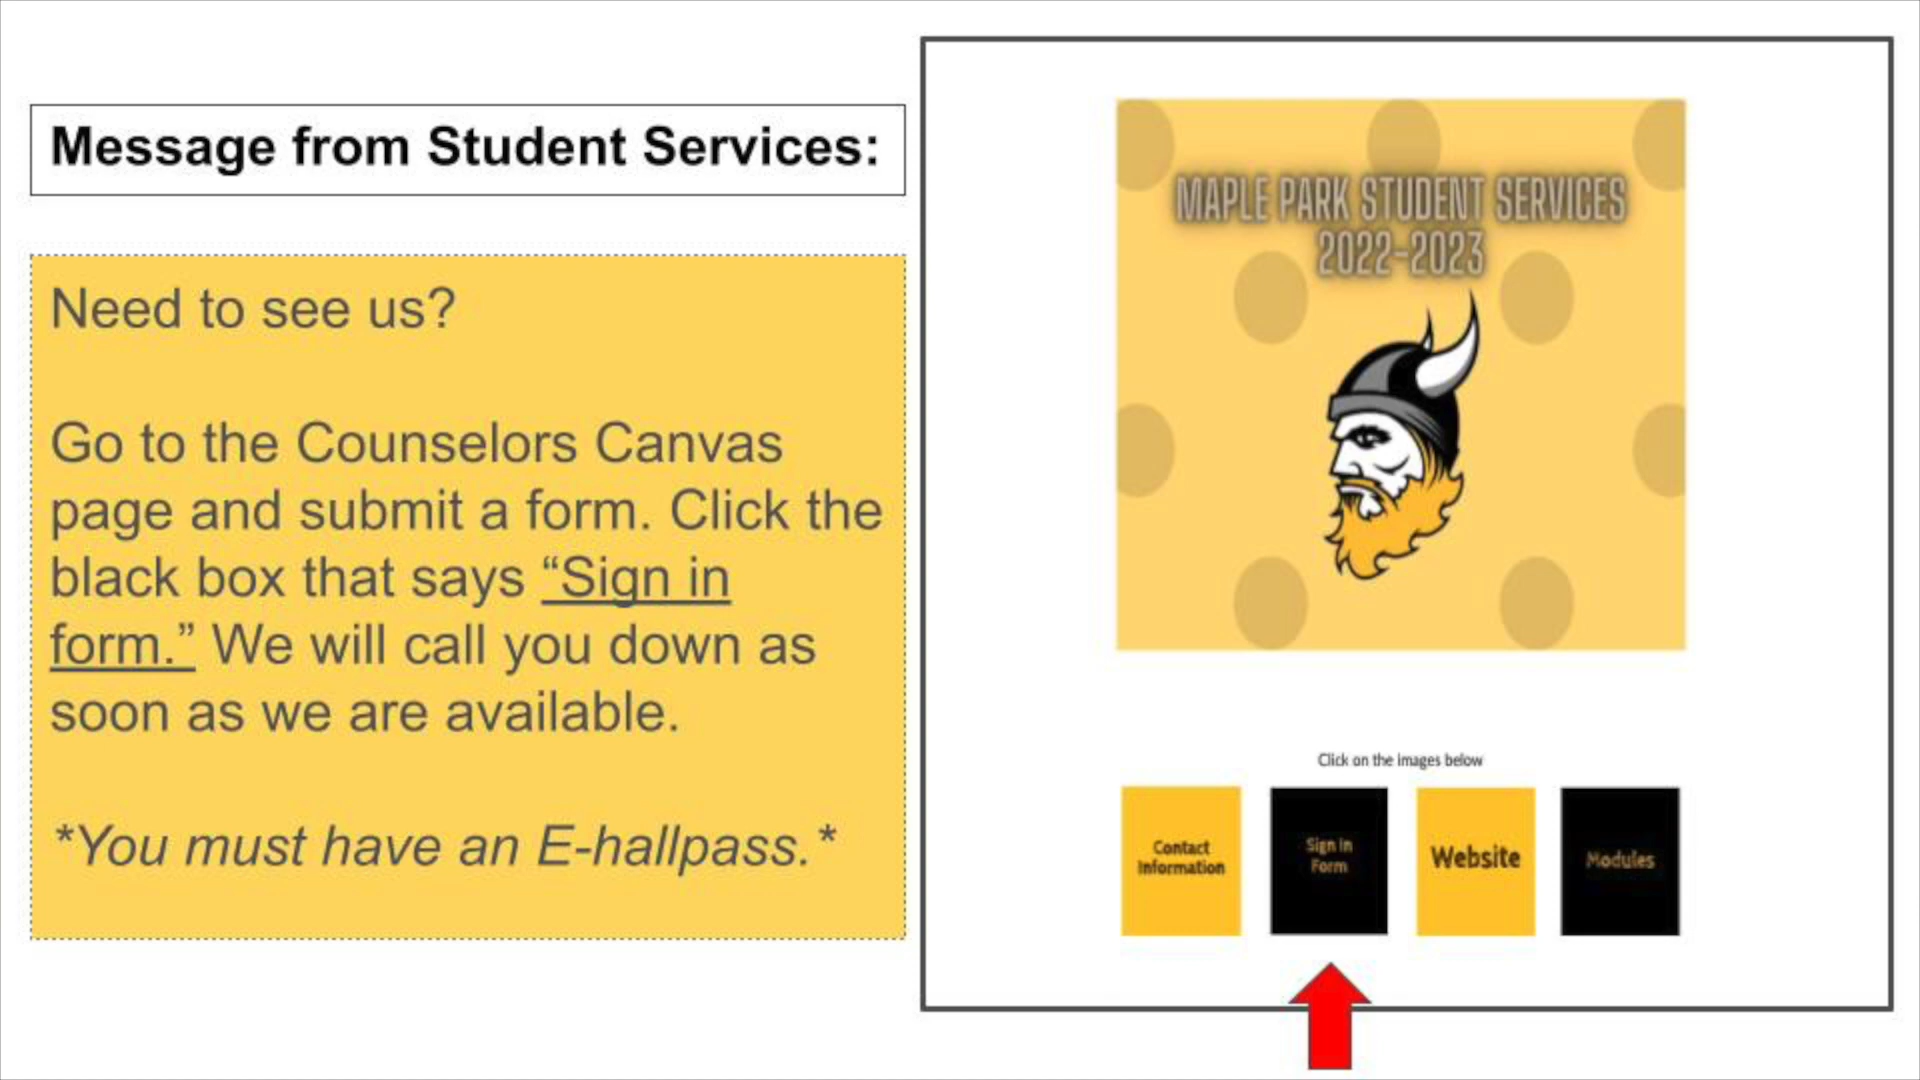 Message from Student Services:
Need to see us?
Go to the Counselors Canvas
page and submit a form. Click the
black box that says “Sign in
form.” We will call you down as
soon as we are available.
*You must have an E-hallpass.*
MAPLE PARK STUDENT SERVICES
2022-2023
Click on the images below
Contact
Information
Sign In
Form
Website
Modules